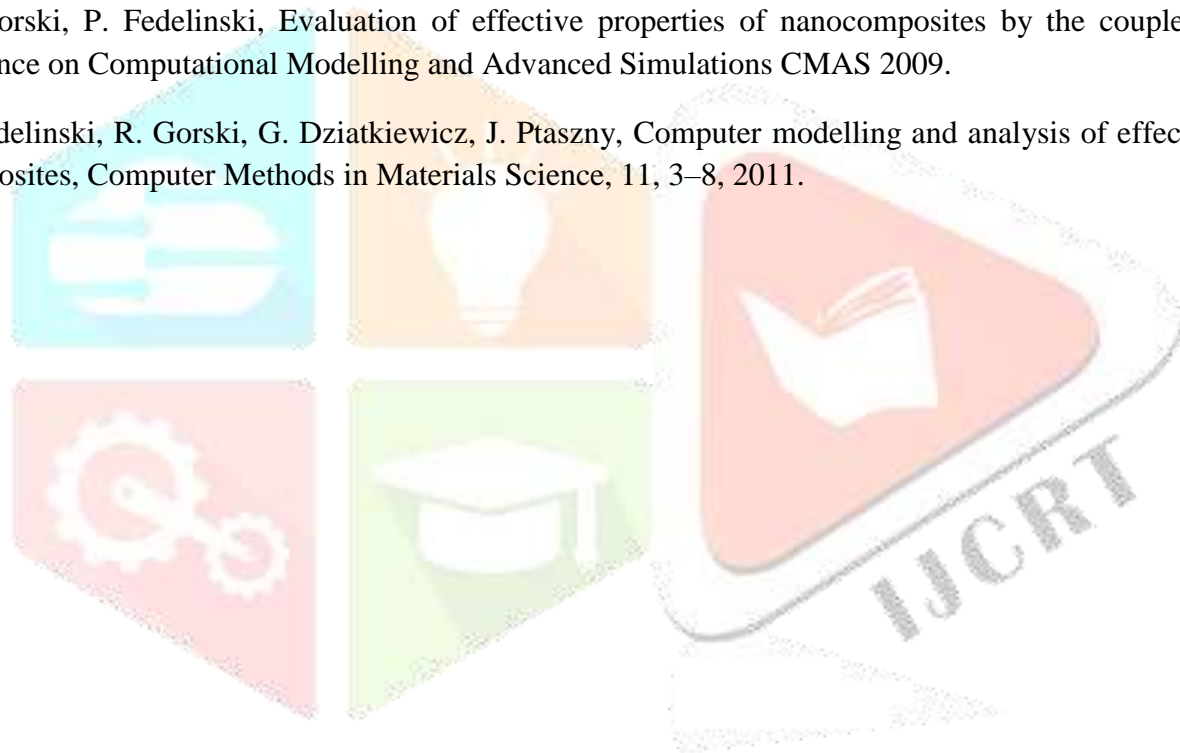 orski, P. Fedelinski, Evaluation of effective properties of nanocomposites by the couple
nce on Computational Modelling and Advanced Simulations CMAS 2009.
delinski, R. Gorski, G. Dziatkiewicz, J. Ptaszny, Computer modelling and analysis of effec
osites, Computer Methods in Materials Science, 11, 3–8, 2011.
IJCRT